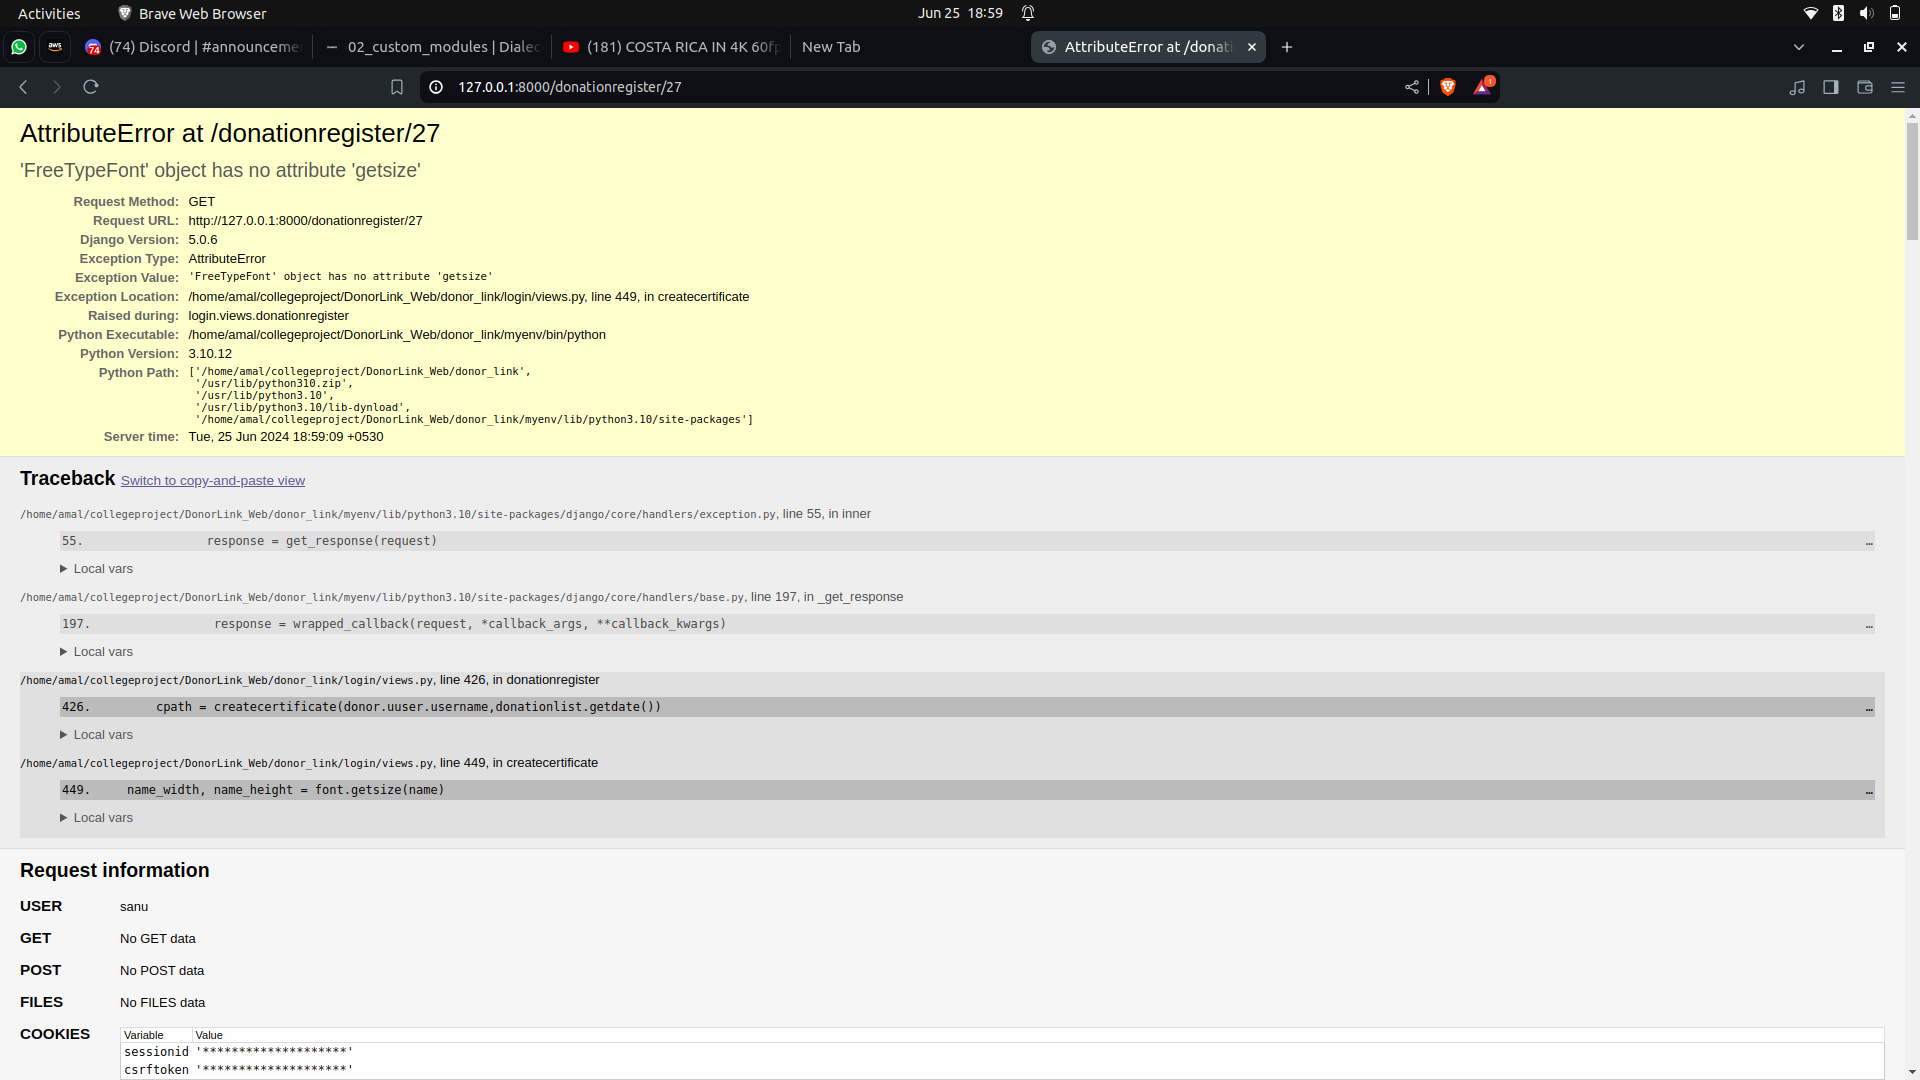 Activities
Brave Web Browser
Jun 25 18:59
aws
74
(74) Discord | #announceme
02_custom_modules | Dialec
(181) COSTA RICA IN 4K 60fp
New Tab
AttributeError at /donati
127.0.0.1:8000/donationregister/27
1
AttributeError at /donationregister/27
'FreeTypeFont' object has no attribute 'getsize'
Request Method: GET
Request URL: http://127.0.0.1:8000/donationregister/27
Django Version: 5.0.6
Exception Type: AttributeError
Exception Value: 'FreeTypeFont' object has no attribute 'getsize'
Exception Location: /home/amal/collegeproject/DonorLink_Web/donor_link/login/views.py, line 449, in createcertificate
Raised during: login.views.donationregister
Python Executable: /home/amal/collegeproject/DonorLink_Web/donor_link/myenv/bin/python
Python Version: 3.10.12
Python Path: ['/home/amal/collegeproject/DonorLink_Web/donor_link',
'/usr/lib/python310.zip',
'/usr/lib/python3.10',
'/usr/lib/python3.10/lib-dynload',
'/home/amal/collegeproject/DonorLink_Web/donor_link/myenv/lib/python3.10/site-packages']
Server time: Tue, 25 Jun 2024 18:59:09 +0530
Traceback Switch to copy-and-paste view
/home/amal/collegeproject/DonorLink_Web/donor_link/myenv/lib/python3.10/site-packages/django/core/handlers/exception.py, line 55, in inner
55. response = get_response(request) …
Local vars
/home/amal/collegeproject/DonorLink_Web/donor_link/myenv/lib/python3.10/site-packages/django/core/handlers/base.py, line 197, in _get_response
197. response = wrapped_callback(request, *callback_args, **callback_kwargs) …
Local vars
/home/amal/collegeproject/DonorLink_Web/donor_link/login/views.py, line 426, in donationregister
426. cpath = createcertificate(donor.uuser.username,donationlist.getdate()) …
Local vars
/home/amal/collegeproject/DonorLink_Web/donor_link/login/views.py, line 449, in createcertificate
449. name_width, name_height = font.getsize(name) …
Local vars
Request information
USER sanu
GET No GET data
POST No POST data
FILES No FILES data
COOKIES Variable Value
sessionid '********************'
csrftoken '********************'